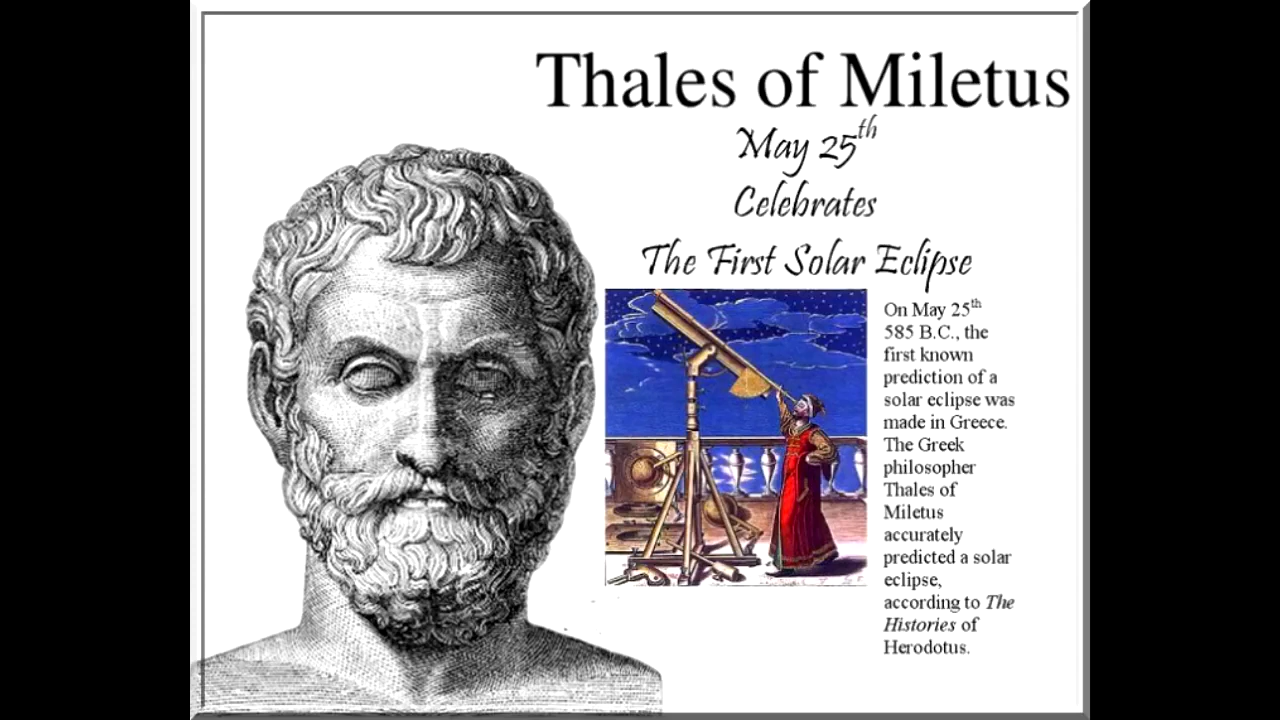 Thales of Miletus
May 25th
Celebrates
The First Solar Eclipse
On May 25th
585 B.C., the
first known
prediction of a
solar eclipse was
made in Greece.
The Greek
philosopher
Thales of
Miletus
accurately
predicted a solar
eclipse,
according to The
Histories of
Herodotus.